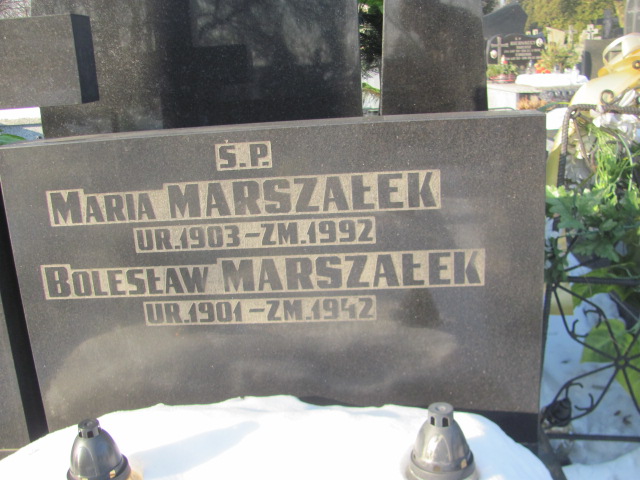 Ś.P.
MARIA MARSZAŁEK
UR.1903-ZM.1992
BOLESŁAW MARSZAŁEK
UR.1901-ZM.1942